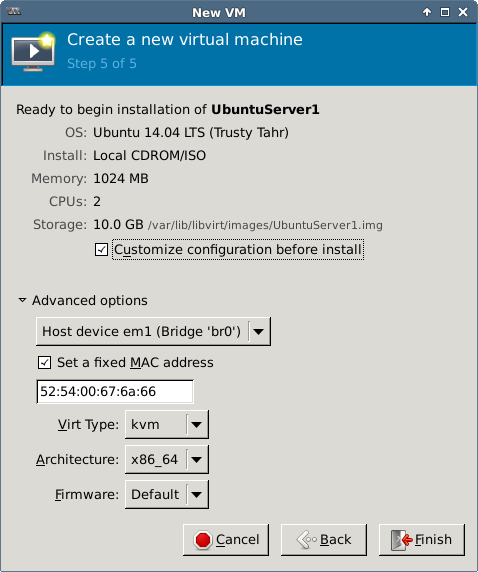 New VM
Create a new virtual machine
Step 5 of 5
Ready to begin installation of UbuntuServer1
OS: Ubuntu 14.04 LTS (Trusty Tahr)
Install: Local CDROM/ISO
Memory: 1024 MB
CPUs: 2
Storage: 10.0 GB /var/lib/libvirt/images/UbuntuServer1.img
Customize configuration before install
Advanced options
Host device em1 (Bridge 'br0')
Set a fixed MAC address
52:54:00:67:6a:66
Virt Type: kvm
Architecture: x86_64
Firmware: Default
Cancel Back Finish